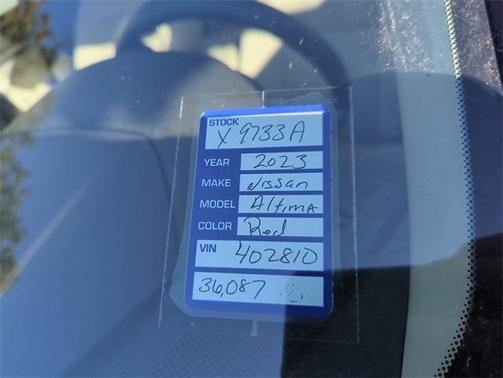 STOCK
X 9733A
YEAR 2023
MAKE Nissan
MODEL Altima
COLOR Red
VIN 402810
36,087